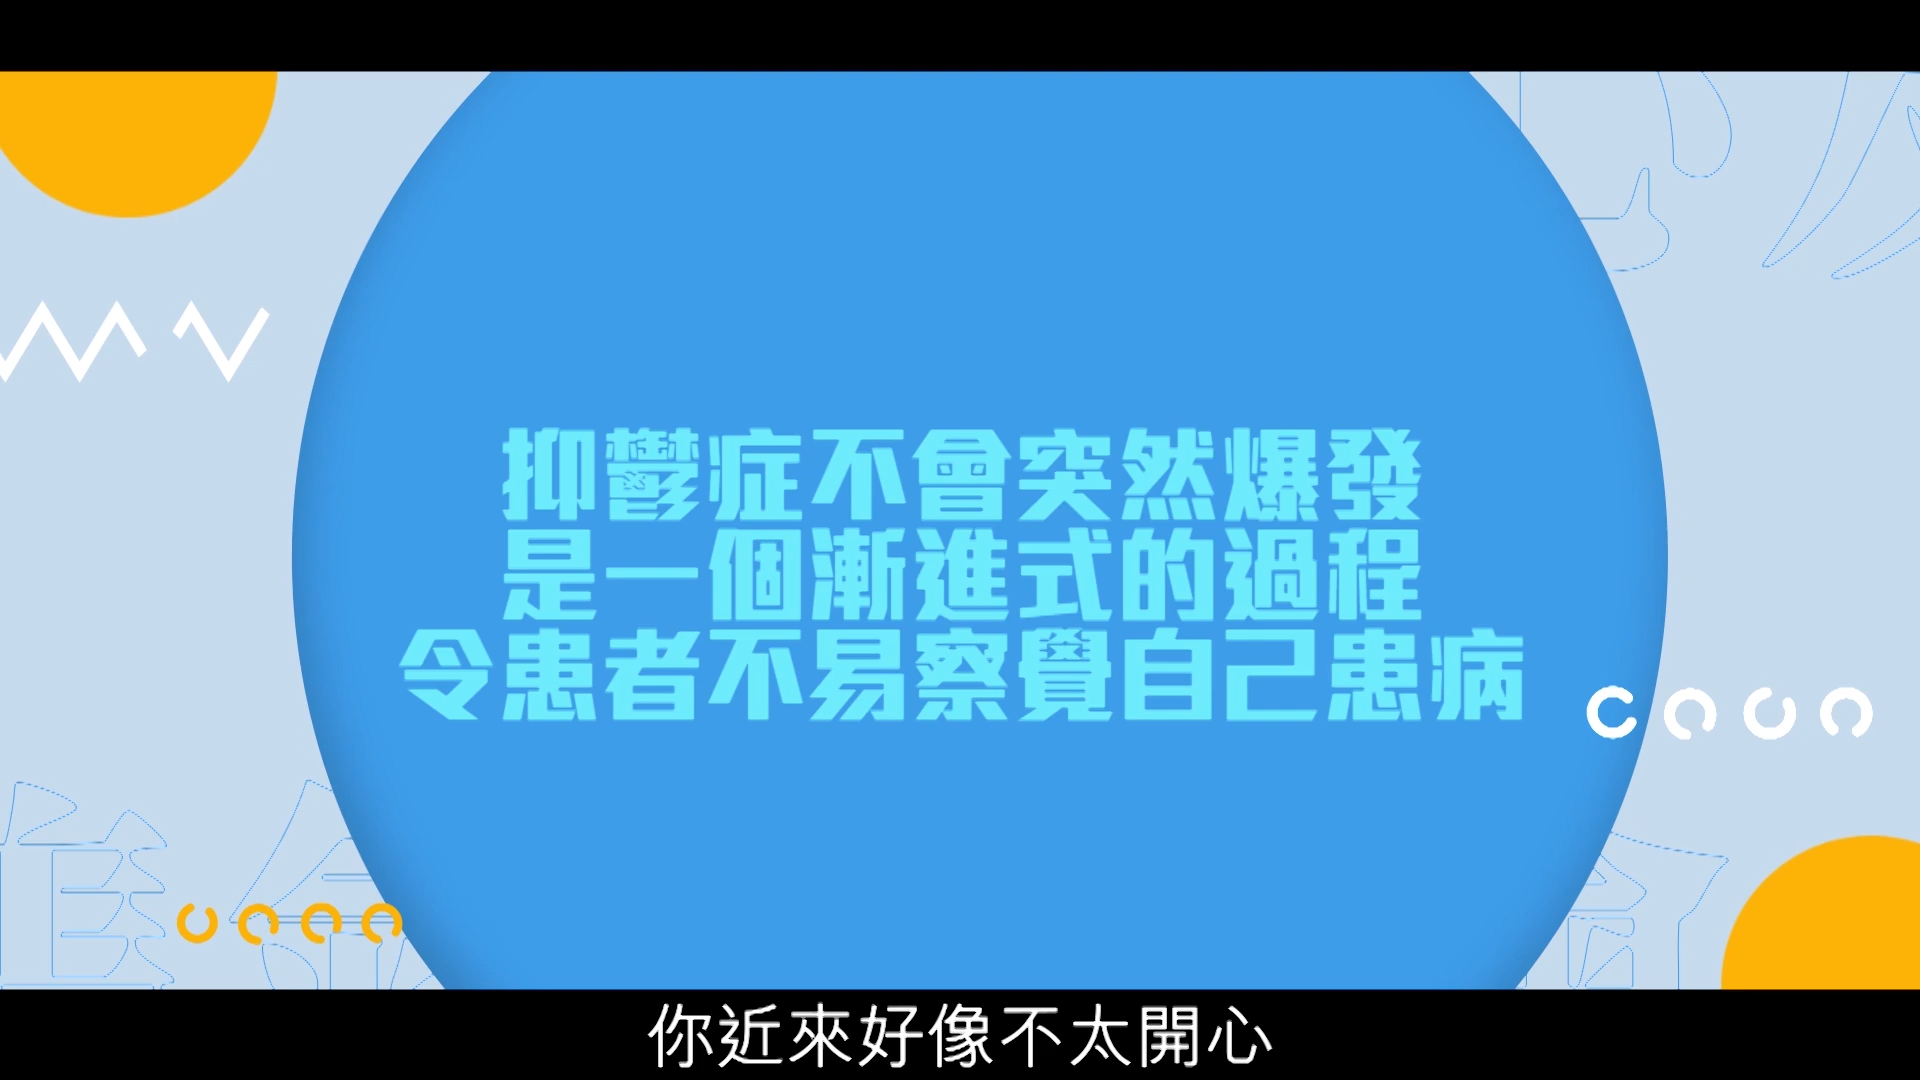 抑鬱症不會突然爆發
是一個漸進式的過程
令患者不易察覺自己患病
你近來好像不太開心